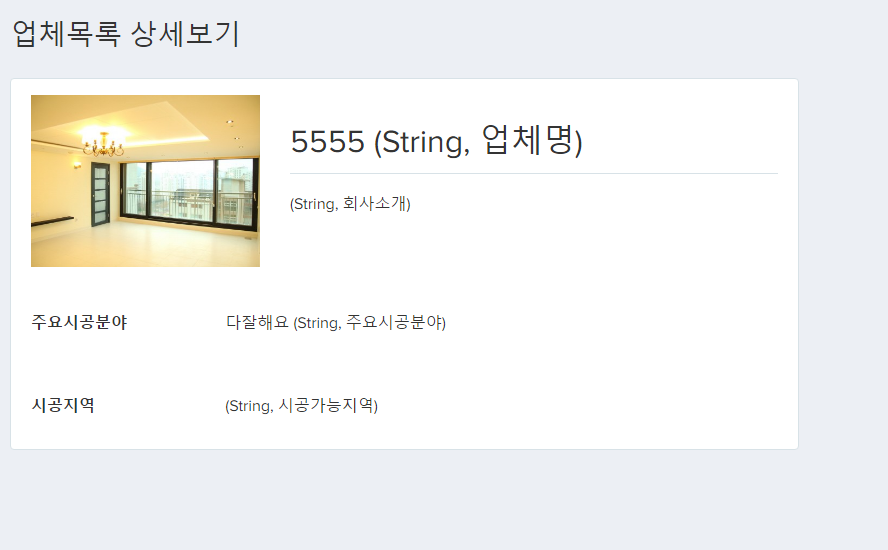 업체목록 상세보기
5555 (String, 업체명)
(String, 회사소개)
주요시공분야 다잘해요 (String, 주요시공분야)
시공지역 (String, 시공가능지역)